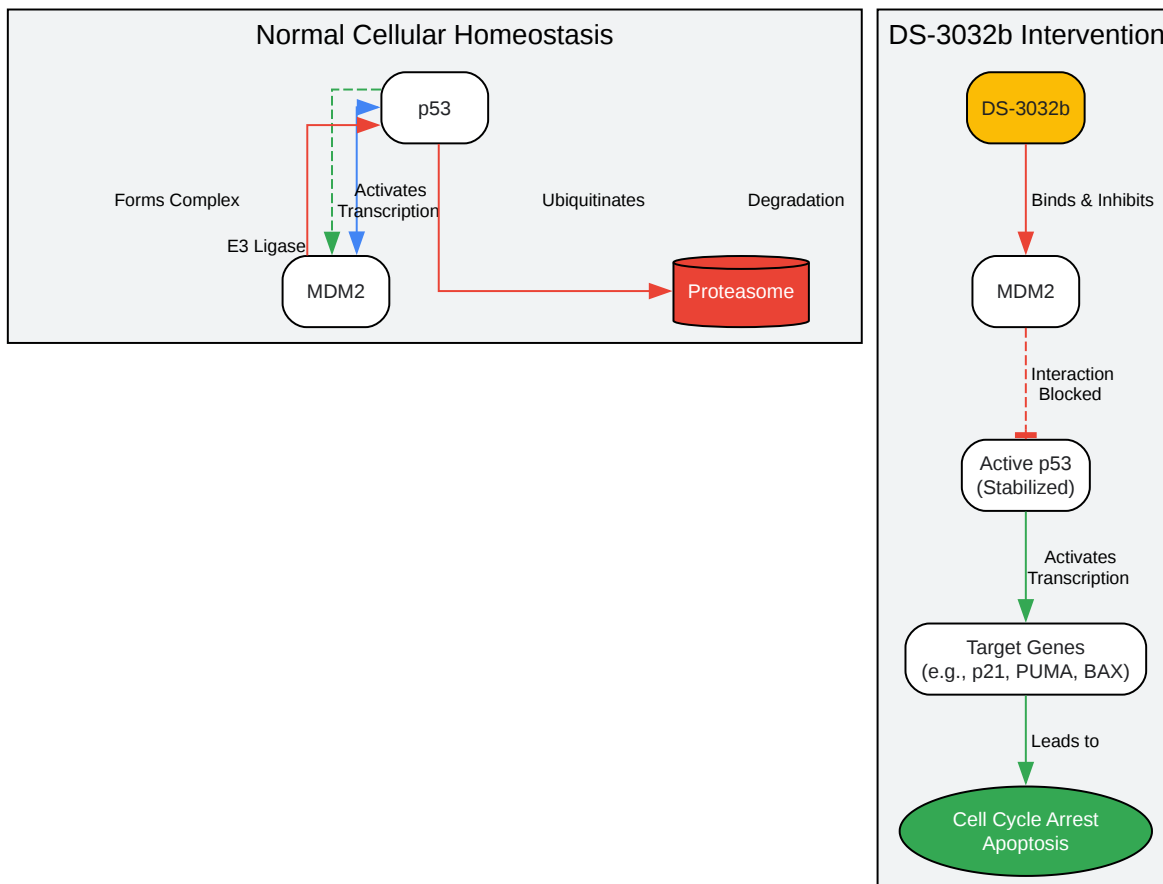 Normal Cellular Homeostasis
p53
Forms Complex
Activates
Transcription
Ubiquitinates
Degradation
E3 Ligase
MDM2
Proteasome
DS-3032b Intervention
DS-3032b
Binds & Inhibits
MDM2
Interaction
Blocked
Active p53
(Stabilized)
Activates
Transcription
Target Genes
(e.g., p21, PUMA, BAX)
Leads to
Cell Cycle Arrest
Apoptosis